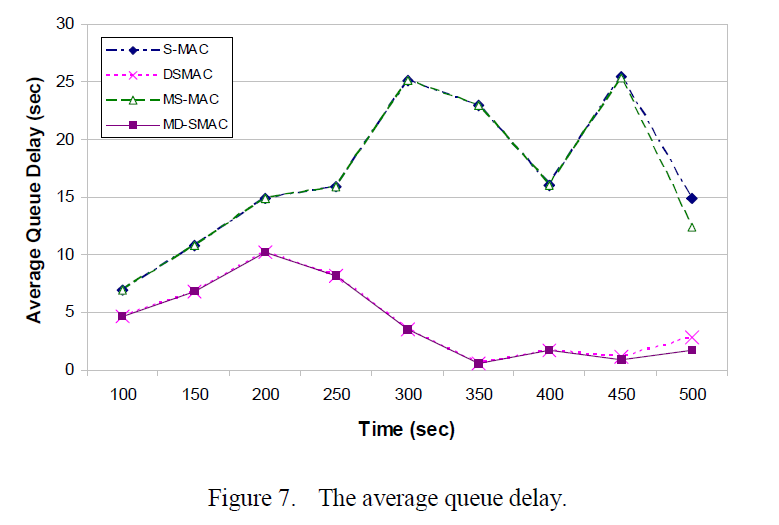 30
25
20
15
10
5
0
Average Queue Delay (sec)
S-MAC
DSMAC
MS-MAC
MD-SMAC
100 150 200 250 300 350 400 450 500
Time (sec)
Figure 7. The average queue delay.